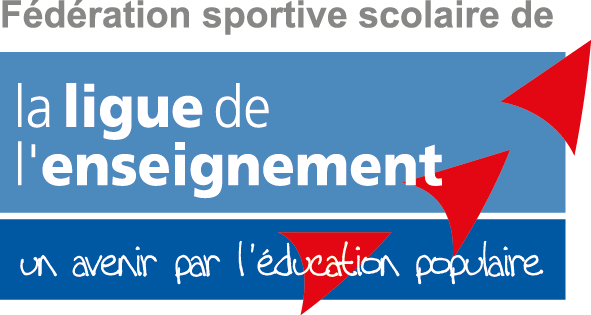 Fédération sportive scolaire de
la ligue de
l'enseignement
un avenir par l'éducation populaire